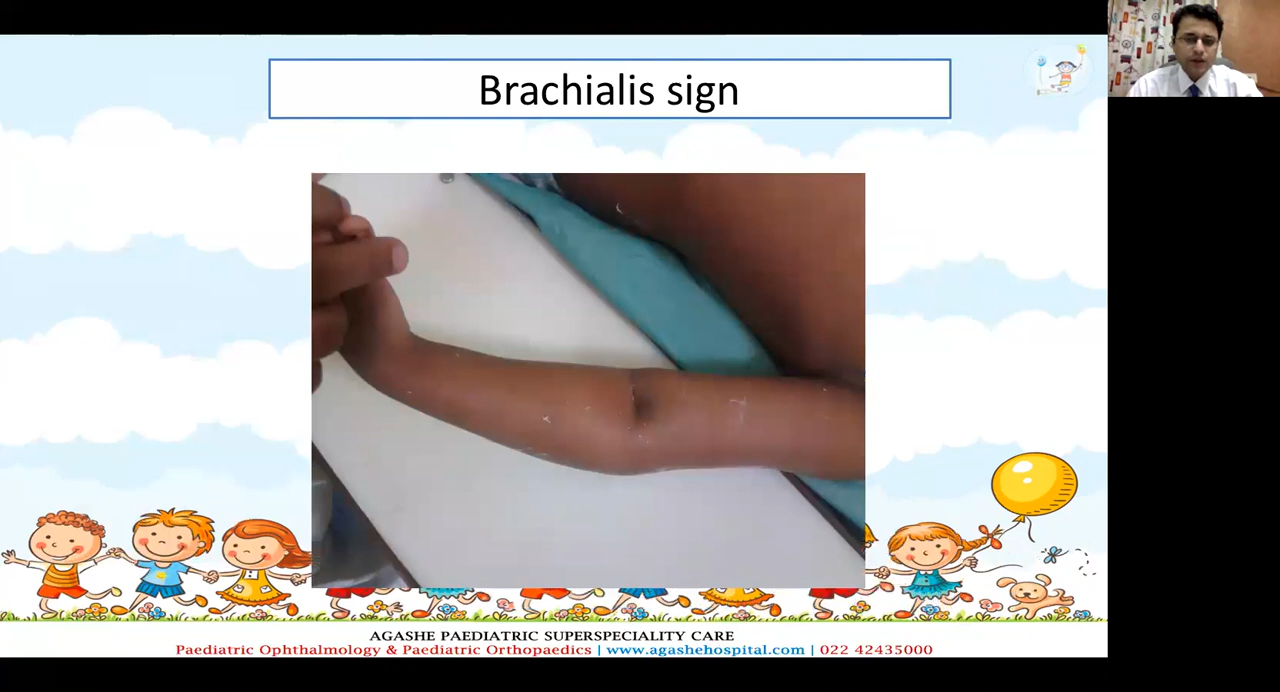 Brachialis sign
AGASHE PAEDIATRIC SUPERSPECIALITY CARE
Paediatric Ophthalmology & Paediatric Orthopaedics | www.agashehospital.com | 022 42435000